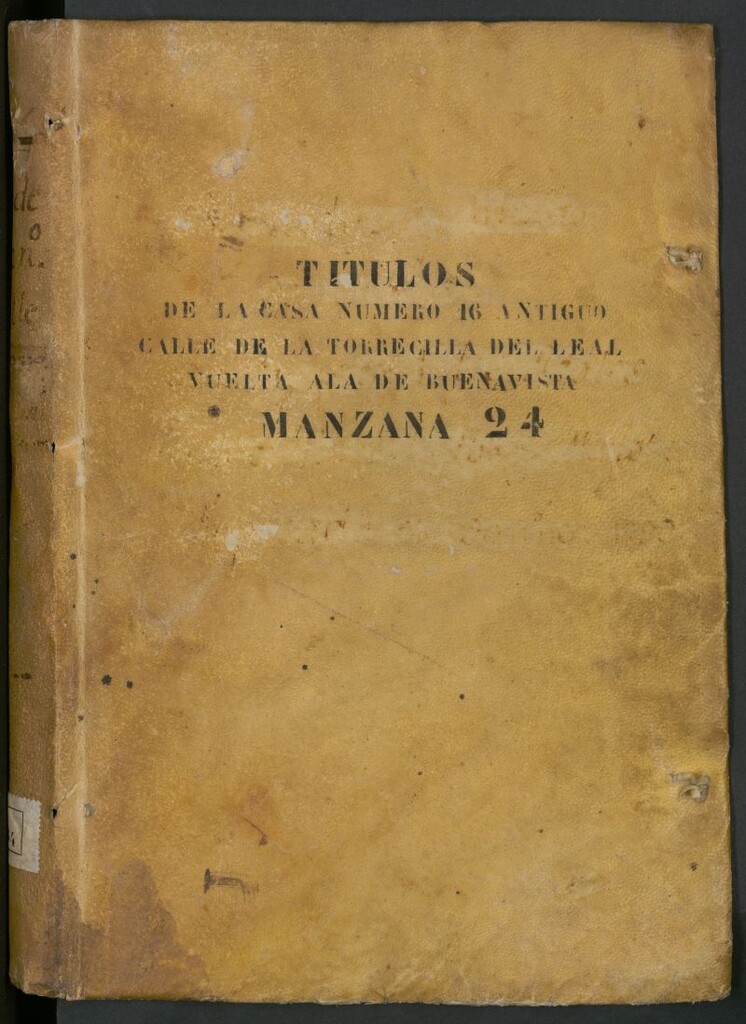 TITULOS
DE LA CASA NUMERO 16 ANTIGUO
CALLE DE LA TORRECILLA DEL LEAL
VUELTA ALA DE BUENAVISTA
MANZANA 24
de